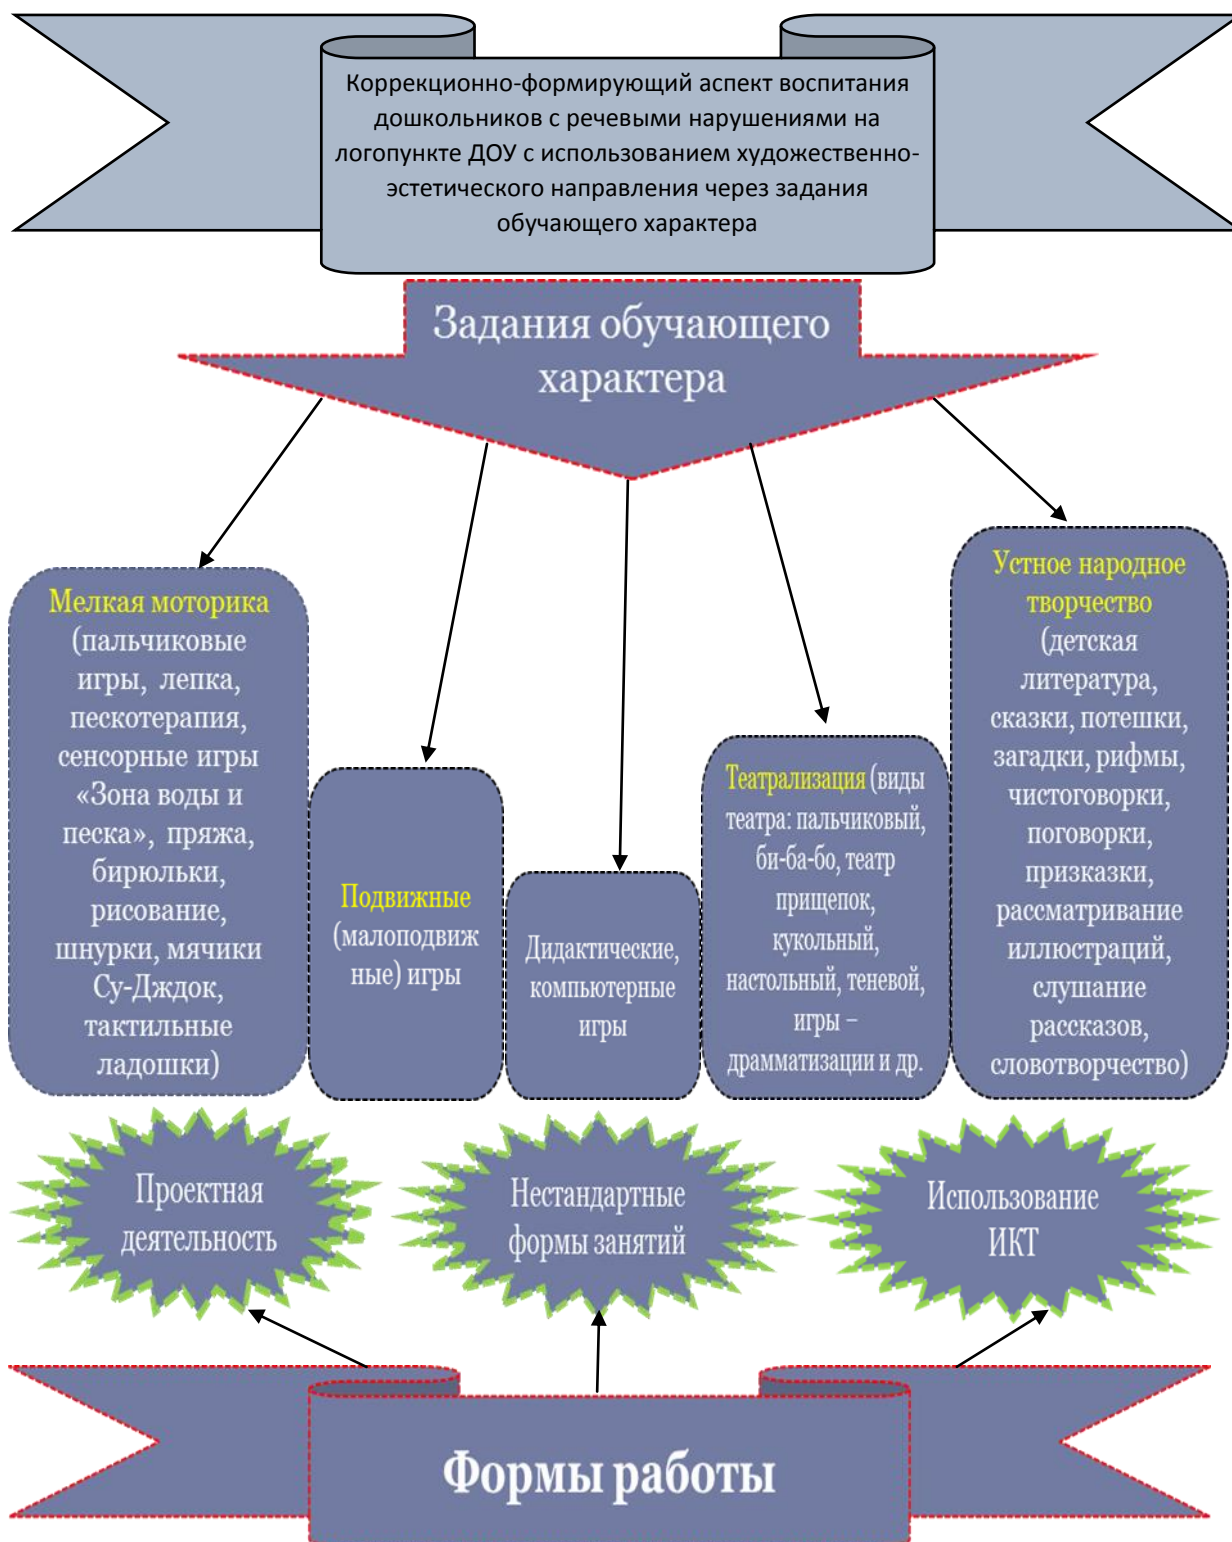 Коррекционно-формирующий аспект воспитания
дошкольников с речевыми нарушениями на
логопункте ДОУ с использованием художественно-
эстетического направления через задания
обучающего характера
Задания обучающего
характера
Мелкая моторика
(пальчиковые
игры, лепка,
пескотерапия,
сенсорные игры
«Зона воды и
песка», пряжа,
бирюльки,
рисование,
шнурки, мячики
Су-Дждок,
тактильные
ладошки)
Подвижные
(малоподвиж
ные) игры
Дидактические,
компьютерные
игры
Театрализация (виды
театра: пальчиковый,
би-ба-бо, театр
прищепок,
кукольный,
настольный, теневой,
игры –
драмматизации и др.
Устное народное
творчество
(детская
литература,
сказки, потешки,
загадки, рифмы,
чистоговорки,
поговорки,
призказки,
рассматривание
иллюстраций,
слушание
рассказов,
словотворчество)
Проектная
деятельность
Нестандартные
формы занятий
Использование
ИКТ
Формы работы